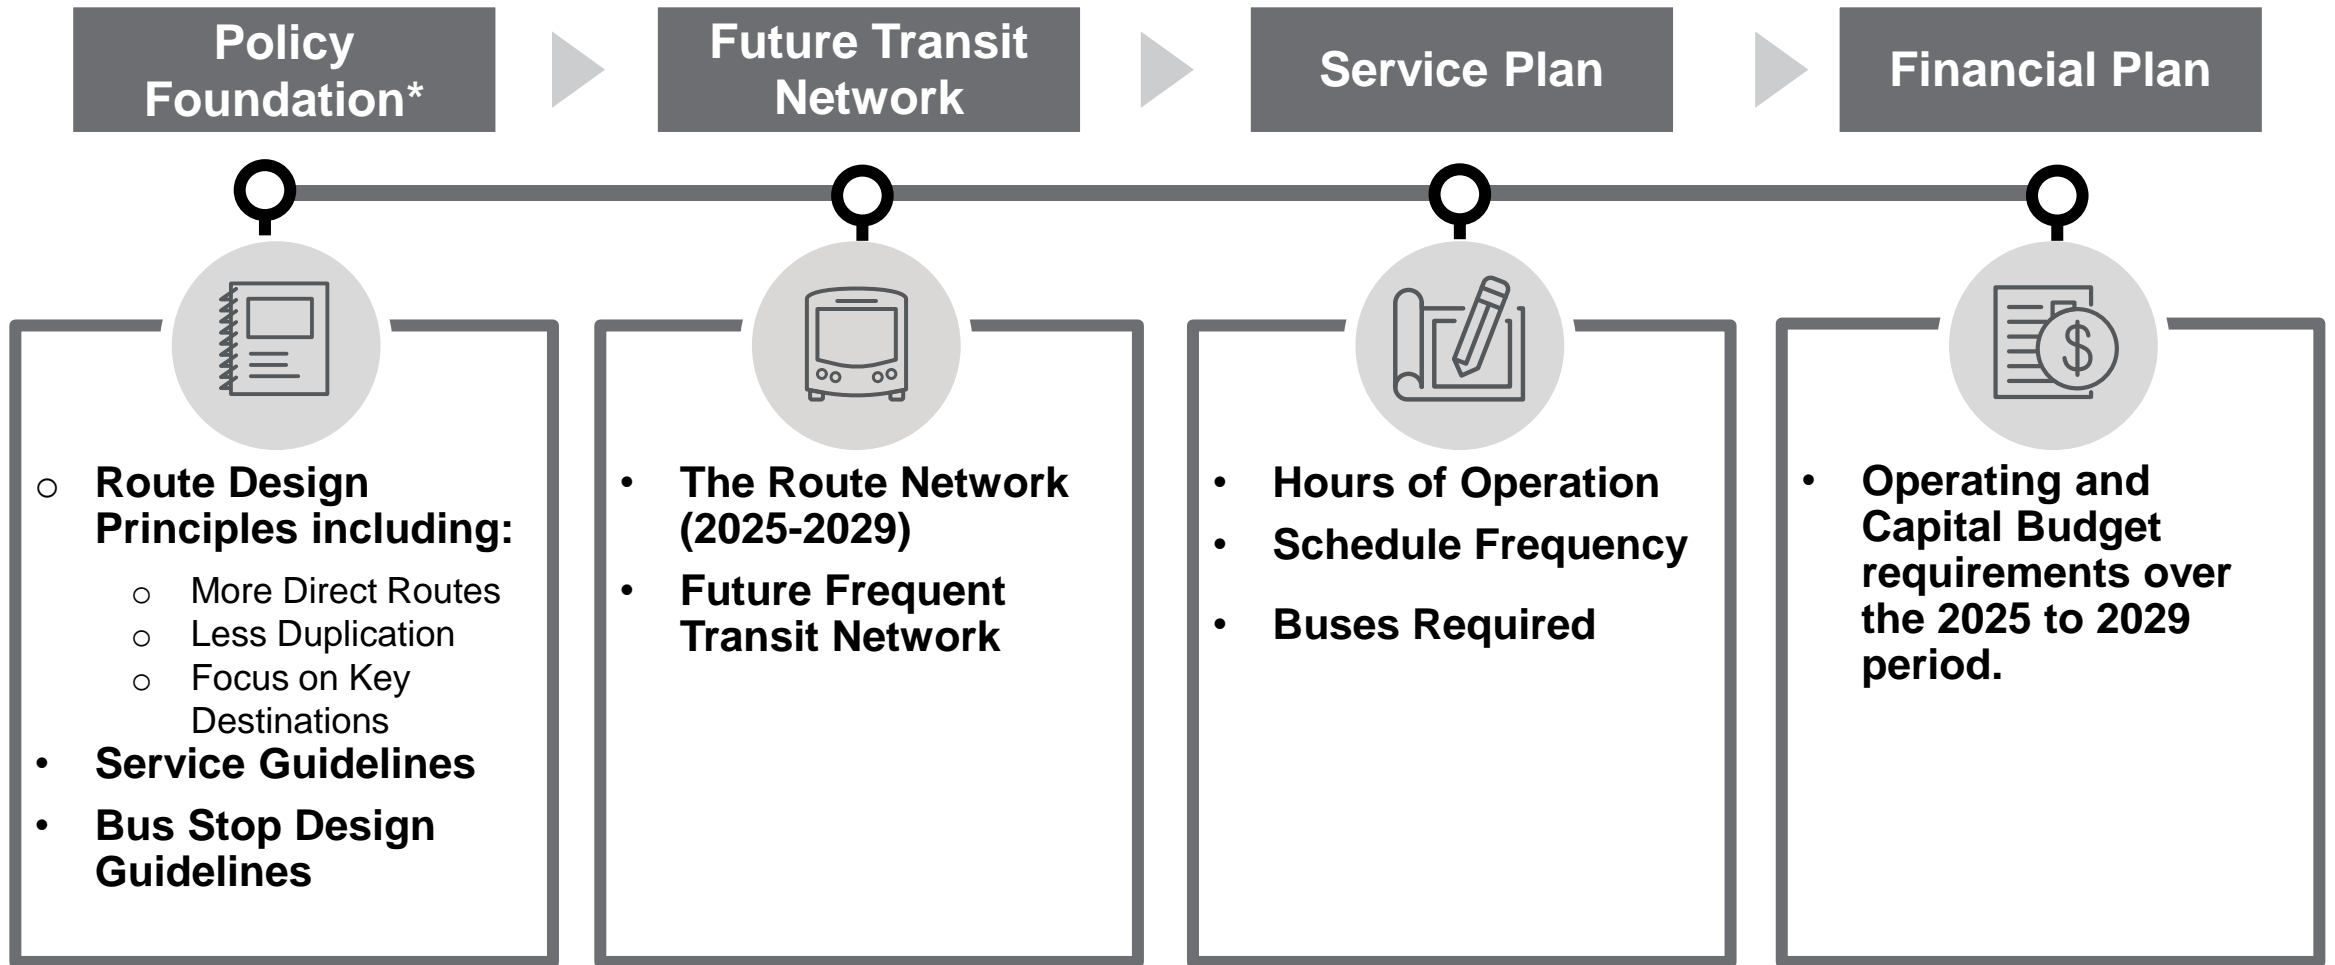 Policy
Foundation*
Future Transit
Network
Service Plan
Financial Plan
$
o Route Design
Principles including:
o More Direct Routes
o Less Duplication
o Focus on Key
Destinations
• Service Guidelines
• Bus Stop Design
Guidelines
• The Route Network
(2025-2029)
• Future Frequent
Transit Network
• Hours of Operation
• Schedule Frequency
• Buses Required
• Operating and
Capital Budget
requirements over
the 2025 to 2029
period.